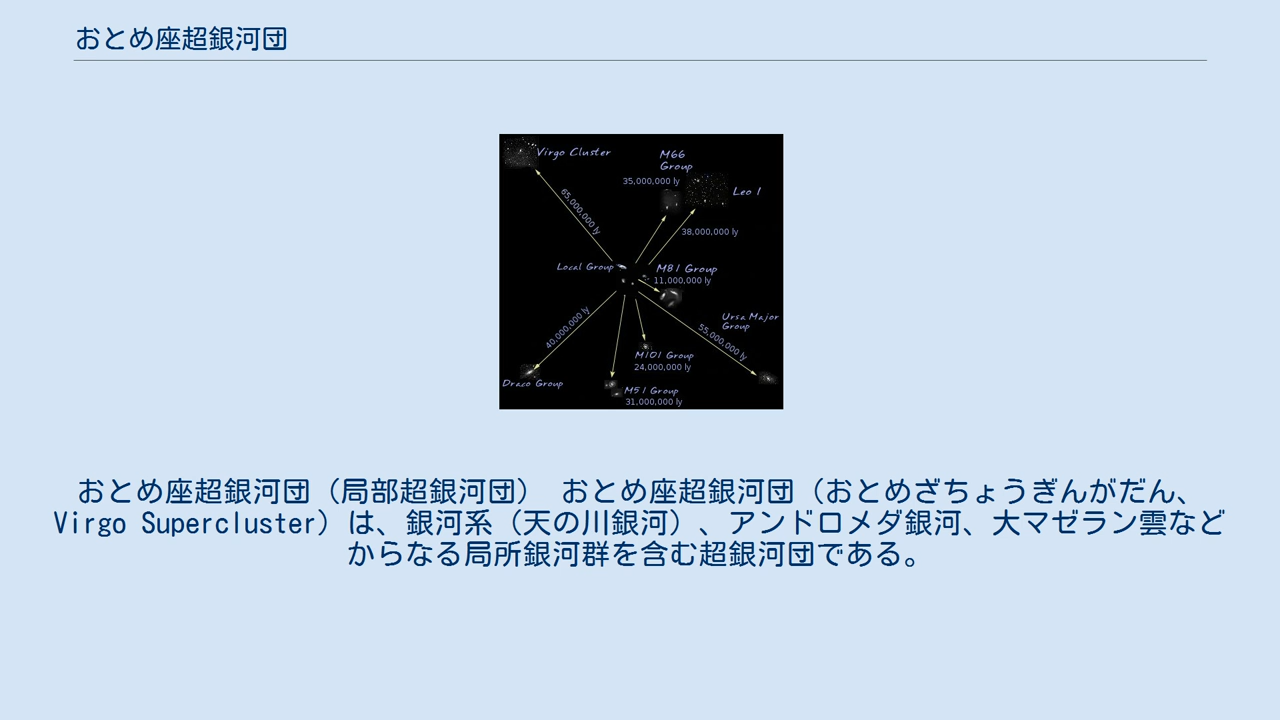 おとめ座超銀河団
Virgo Cluster
M66
Group
35,000,000 ly
Leo I
65,000,000 ly
38,000,000 ly
Local Group
M81 Group
11,000,000 ly
Ursa Major
Group
55,000,000 ly
40,000,000 ly
M101 Group
24,000,000 ly
Draco Group
M51 Group
31,000,000 ly
おとめ座超銀河団（局部超銀河団） おとめ座超銀河団（おとめざちょうぎんがだん、
Virgo Supercluster）は、銀河系（天の川銀河）、アンドロメダ銀河、大マゼラン雲など
からなる局所銀河群を含む超銀河団である。